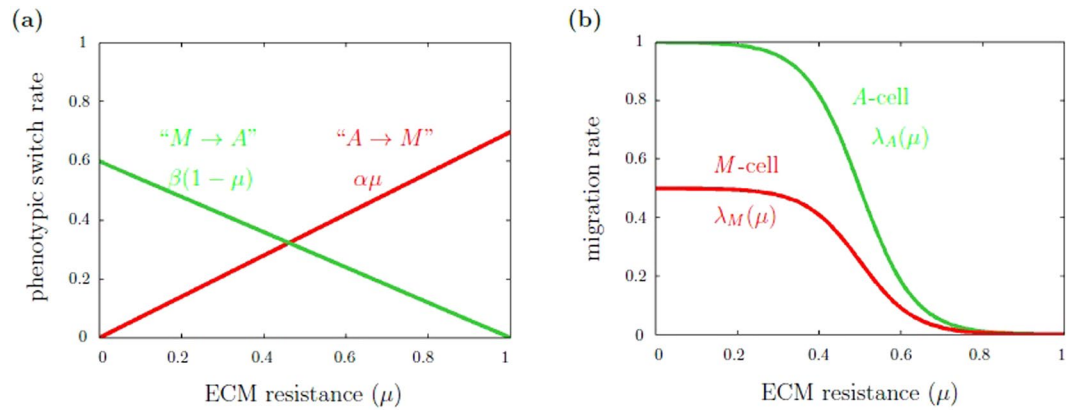 (a)
phenotypic switch rate
1
0.8
0.6
0.4
0.2
0
“M → A”
β(1 − μ)
“A → M”
αμ
0 0.2 0.4 0.6 0.8 1
ECM resistance (μ)
(b)
migration rate
1
0.8
0.6
0.4
0.2
0
A-cell
λ_A(μ)
M-cell
λ_M(μ)
0 0.2 0.4 0.6 0.8 1
ECM resistance (μ)